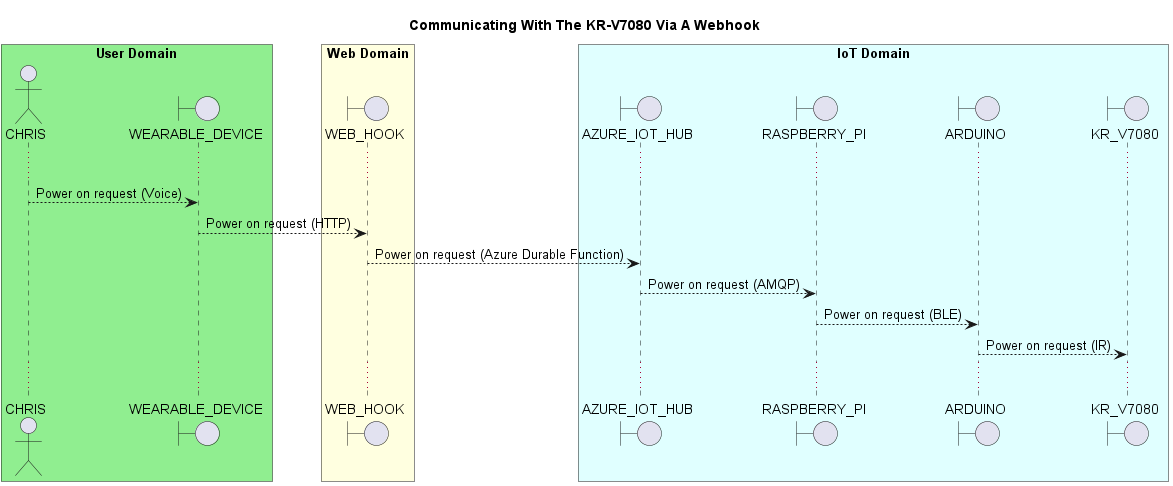 Communicating With The KR-V7080 Via A Webhook
User Domain
Web Domain
IoT Domain
CHRIS
WEARABLE_DEVICE
WEB_HOOK
AZURE_IOT_HUB
RASPBERRY_PI
ARDUINO
KR_V7080
Power on request (Voice)
Power on request (HTTP)
Power on request (Azure Durable Function)
Power on request (AMQP)
Power on request (BLE)
Power on request (IR)
CHRIS
WEARABLE_DEVICE
WEB_HOOK
AZURE_IOT_HUB
RASPBERRY_PI
ARDUINO
KR_V7080